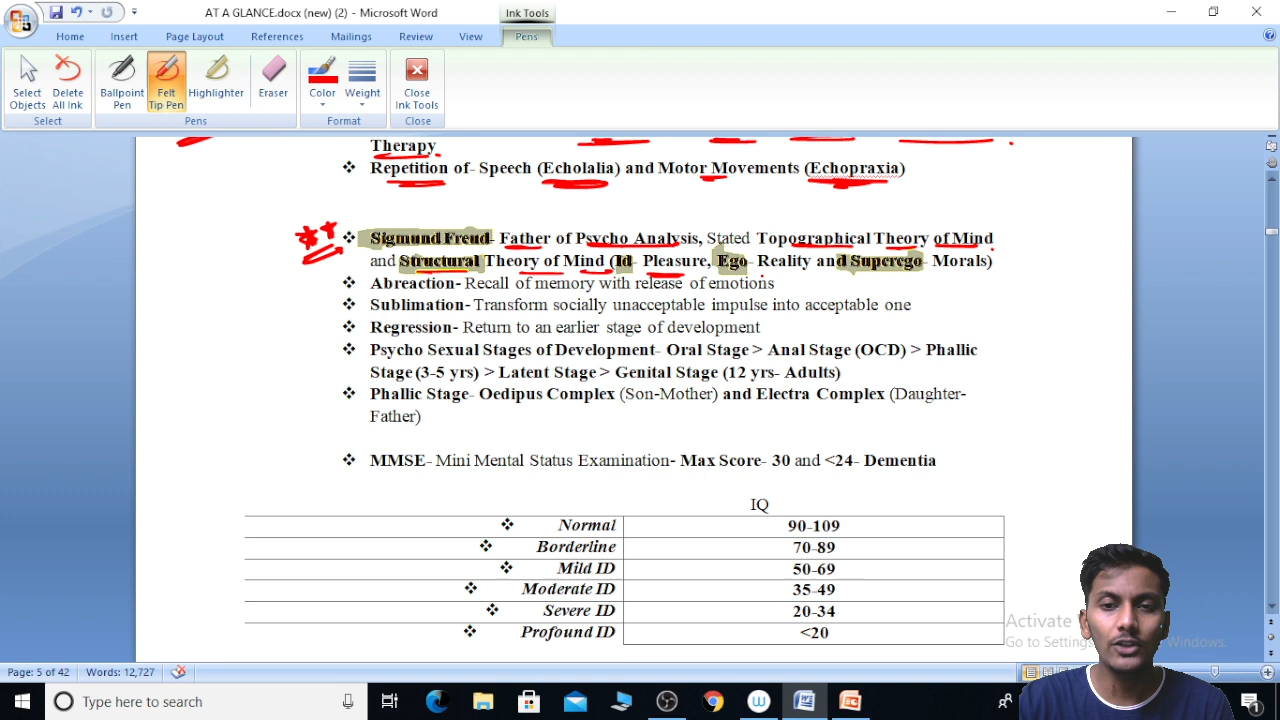 AT A GLANCE.docx (new) (2) - Microsoft Word
Ink Tools
Home Insert Page Layout References Mailings Review View Pens
Select Objects
Delete All Ink
Ballpoint Pen
Felt Tip Pen
Highlighter
Eraser
Color
Weight
Close Ink Tools
Select Pens Format Close
Therapy
❖ Repetition of- Speech (Echolalia) and Motor Movements (Echopraxia)
❖ Sigmund Freud- Father of Psycho Analysis, Stated Topographical Theory of Mind
and Structural Theory of Mind (Id- Pleasure, Ego- Reality and Superego- Morals)
❖ Abreaction- Recall of memory with release of emotions
❖ Sublimation- Transform socially unacceptable impulse into acceptable one
❖ Regression- Return to an earlier stage of development
❖ Psycho Sexual Stages of Development- Oral Stage > Anal Stage (OCD) > Phallic
Stage (3-5 yrs) > Latent Stage > Genital Stage (12 yrs- Adults)
❖ Phallic Stage- Oedipus Complex (Son-Mother) and Electra Complex (Daughter-
Father)
❖ MMSE- Mini Mental Status Examination- Max Score- 30 and <24- Dementia
IQ
❖ Normal 90-109
❖ Borderline 70-89
❖ Mild ID 50-69
❖ Moderate ID 35-49
❖ Severe ID 20-34
❖ Profound ID <20
Activate
Go to Settings Windows.
Page: 5 of 42 Words: 12,727
Type here to search